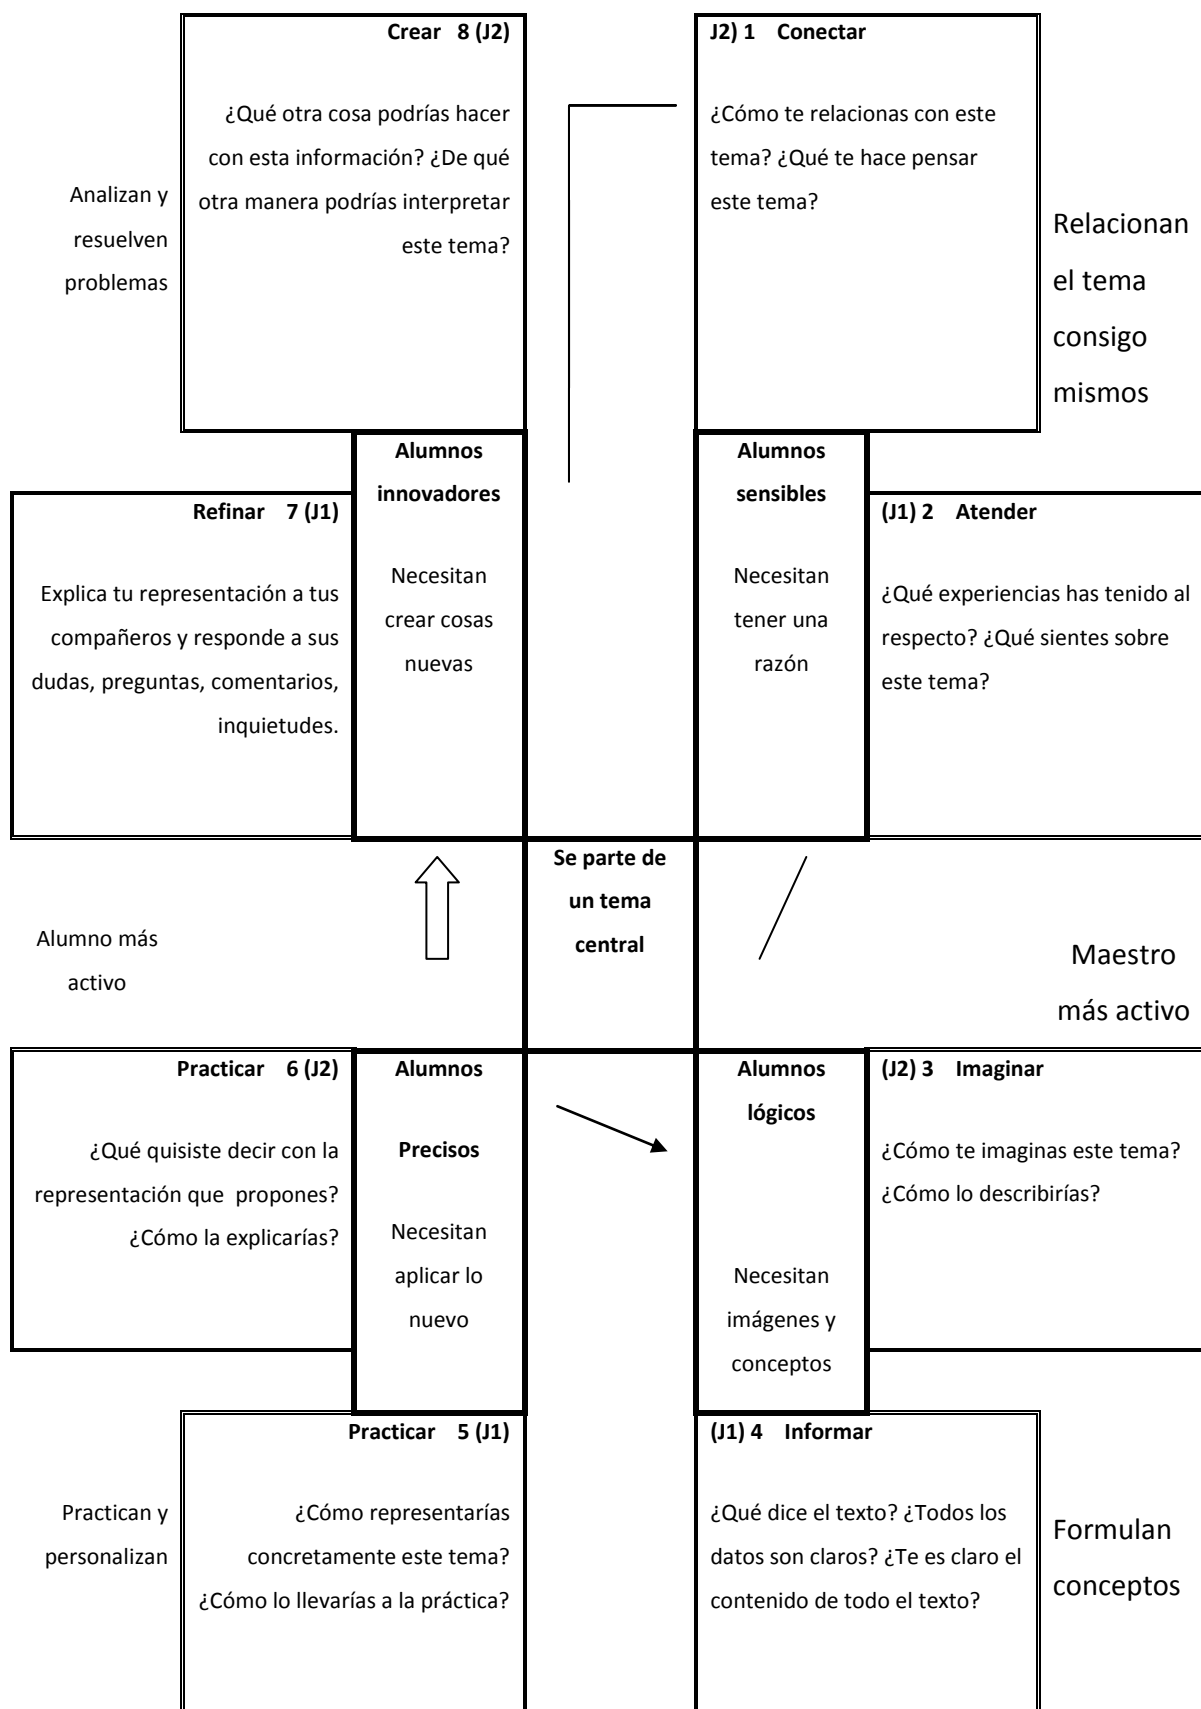 Crear 8 (J2)
¿Qué otra cosa podrías hacer
con esta información? ¿De qué
otra manera podrías interpretar
este tema?
J2) 1 Conectar
¿Cómo te relacionas con este
tema? ¿Qué te hace pensar
este tema?
Analizan y
resuelven
problemas
Relacionan
el tema
consigo
mismos
Alumnos
innovadores
Necesitan
crear cosas
nuevas
Alumnos
sensibles
Necesitan
tener una
razón
Refinar 7 (J1)
Explica tu representación a tus
compañeros y responde a sus
dudas, preguntas, comentarios,
inquietudes.
(J1) 2 Atender
¿Qué experiencias has tenido al
respecto? ¿Qué sientes sobre
este tema?
Se parte de
un tema
central
Alumno más
activo
Maestro
más activo
Practicar 6 (J2)
¿Qué quisiste decir con la
representación que propones?
¿Cómo la explicarías?
Alumnos
Precisos
Necesitan
aplicar lo
nuevo
Alumnos
lógicos
Necesitan
imágenes y
conceptos
(J2) 3 Imaginar
¿Cómo te imaginas este tema?
¿Cómo lo describirías?
Practicar 5 (J1)
¿Cómo representarías
concretamente este tema?
¿Cómo lo llevarías a la práctica?
(J1) 4 Informar
¿Qué dice el texto? ¿Todos los
datos son claros? ¿Te es claro el
contenido de todo el texto?
Practican y
personalizan
Formulan
conceptos